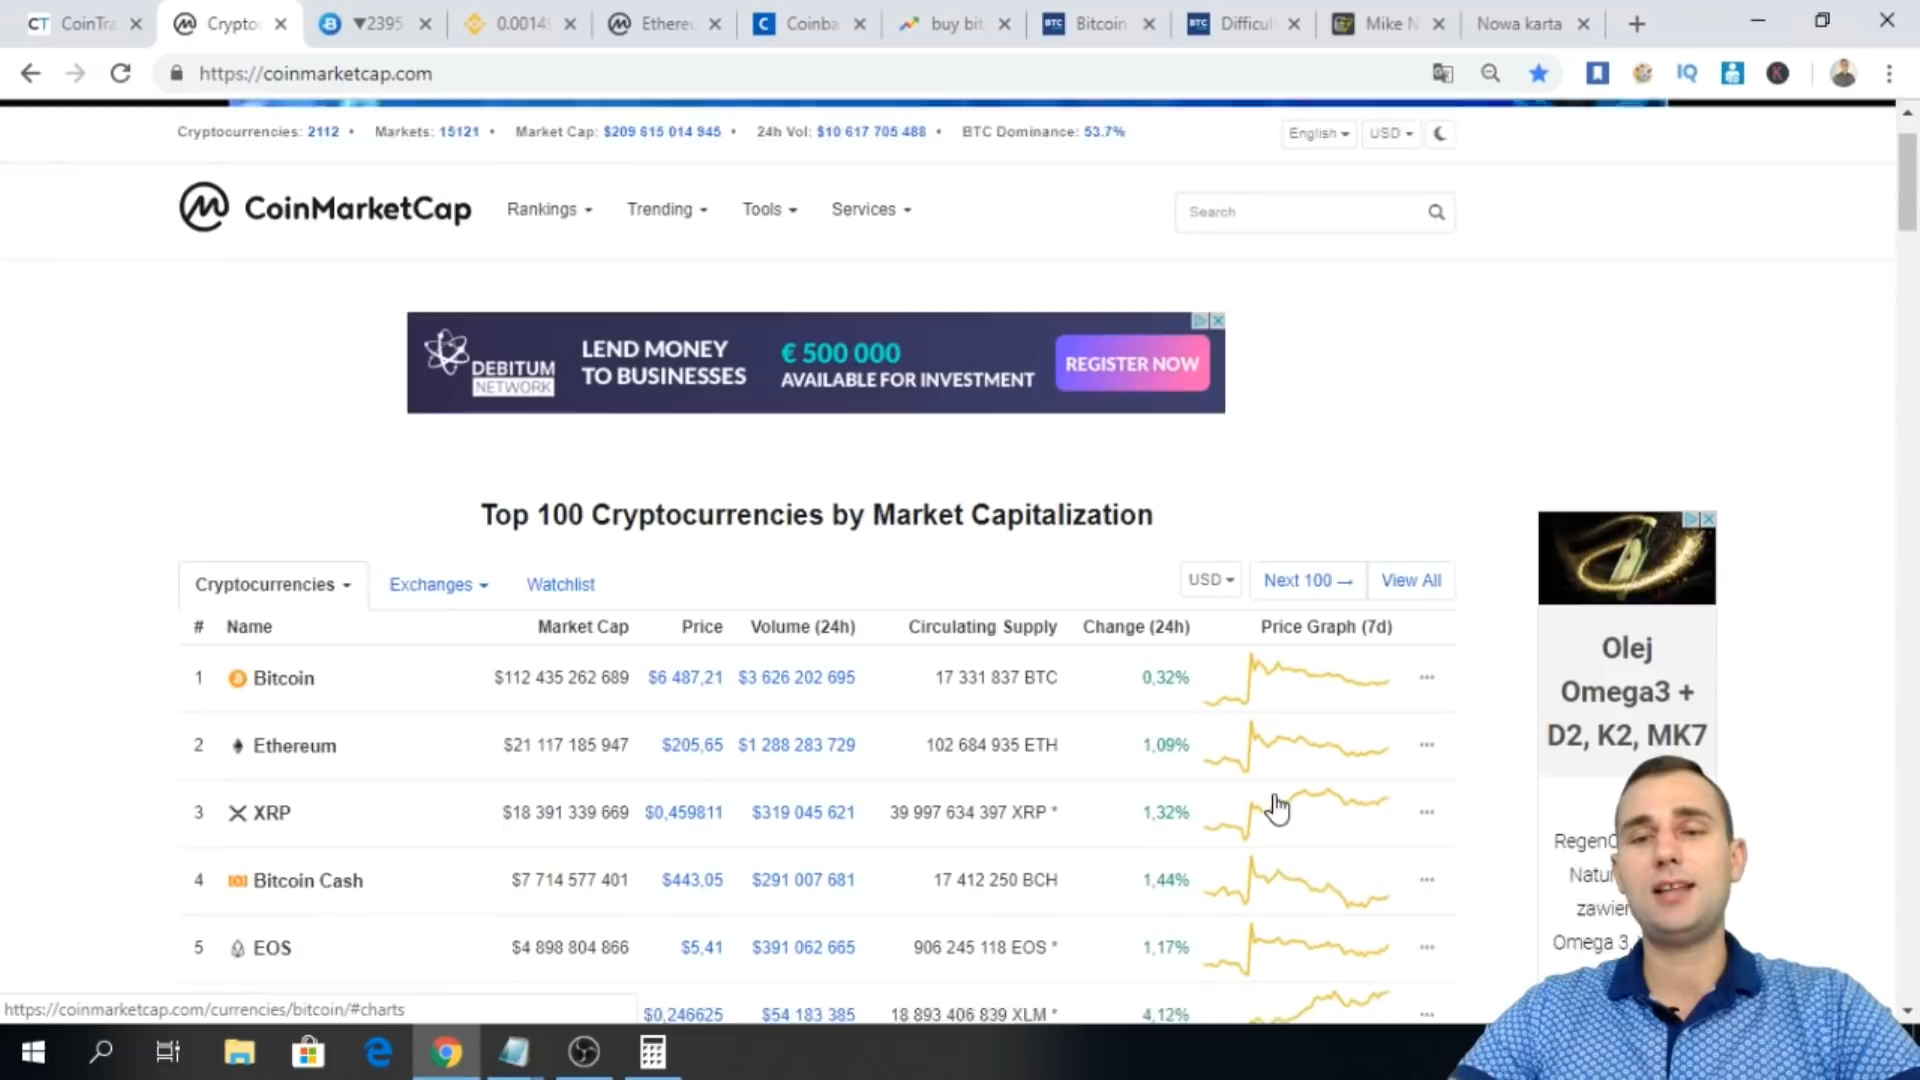 CT CoinTra
Crypto
▼2395
0.00149
Ethere
Coinba
buy bit
BTC Bitcoin
BTC Difficul
Mike N
Nowa karta
https://coinmarketcap.com
IQ
K
Cryptocurrencies: 2112 • Markets: 15121 • Market Cap: $209 615 014 945 • 24h Vol: $10 617 705 488 • BTC Dominance: 53.7%
English USD
CoinMarketCap
Rankings Trending Tools Services
Search
DEBITUM
NETWORK
LEND MONEY
TO BUSINESSES
€ 500 000
AVAILABLE FOR INVESTMENT
REGISTER NOW
Top 100 Cryptocurrencies by Market Capitalization
Cryptocurrencies Exchanges Watchlist
USD Next 100 → View All
# Name Market Cap Price Volume (24h) Circulating Supply Change (24h) Price Graph (7d)
1 Bitcoin $112 435 262 689 $6 487,21 $3 626 202 695 17 331 837 BTC 0,32% ...
2 Ethereum $21 117 185 947 $205,65 $1 288 283 729 102 684 935 ETH 1,09% ...
3 XRP $18 391 339 669 $0,459811 $319 045 621 39 997 634 397 XRP * 1,32% ...
4 Bitcoin Cash $7 714 577 401 $443,05 $291 007 681 17 412 250 BCH 1,44% ...
5 EOS $4 898 804 866 $5,41 $391 062 665 906 245 118 EOS * 1,17% ...
$0,246625 $54 183 385 18 893 406 839 XLM * 4,12% ...
Olej
Omega3 +
D2, K2, MK7
Natur
zawier
Omega 3,
https://coinmarketcap.com/currencies/bitcoin/#charts